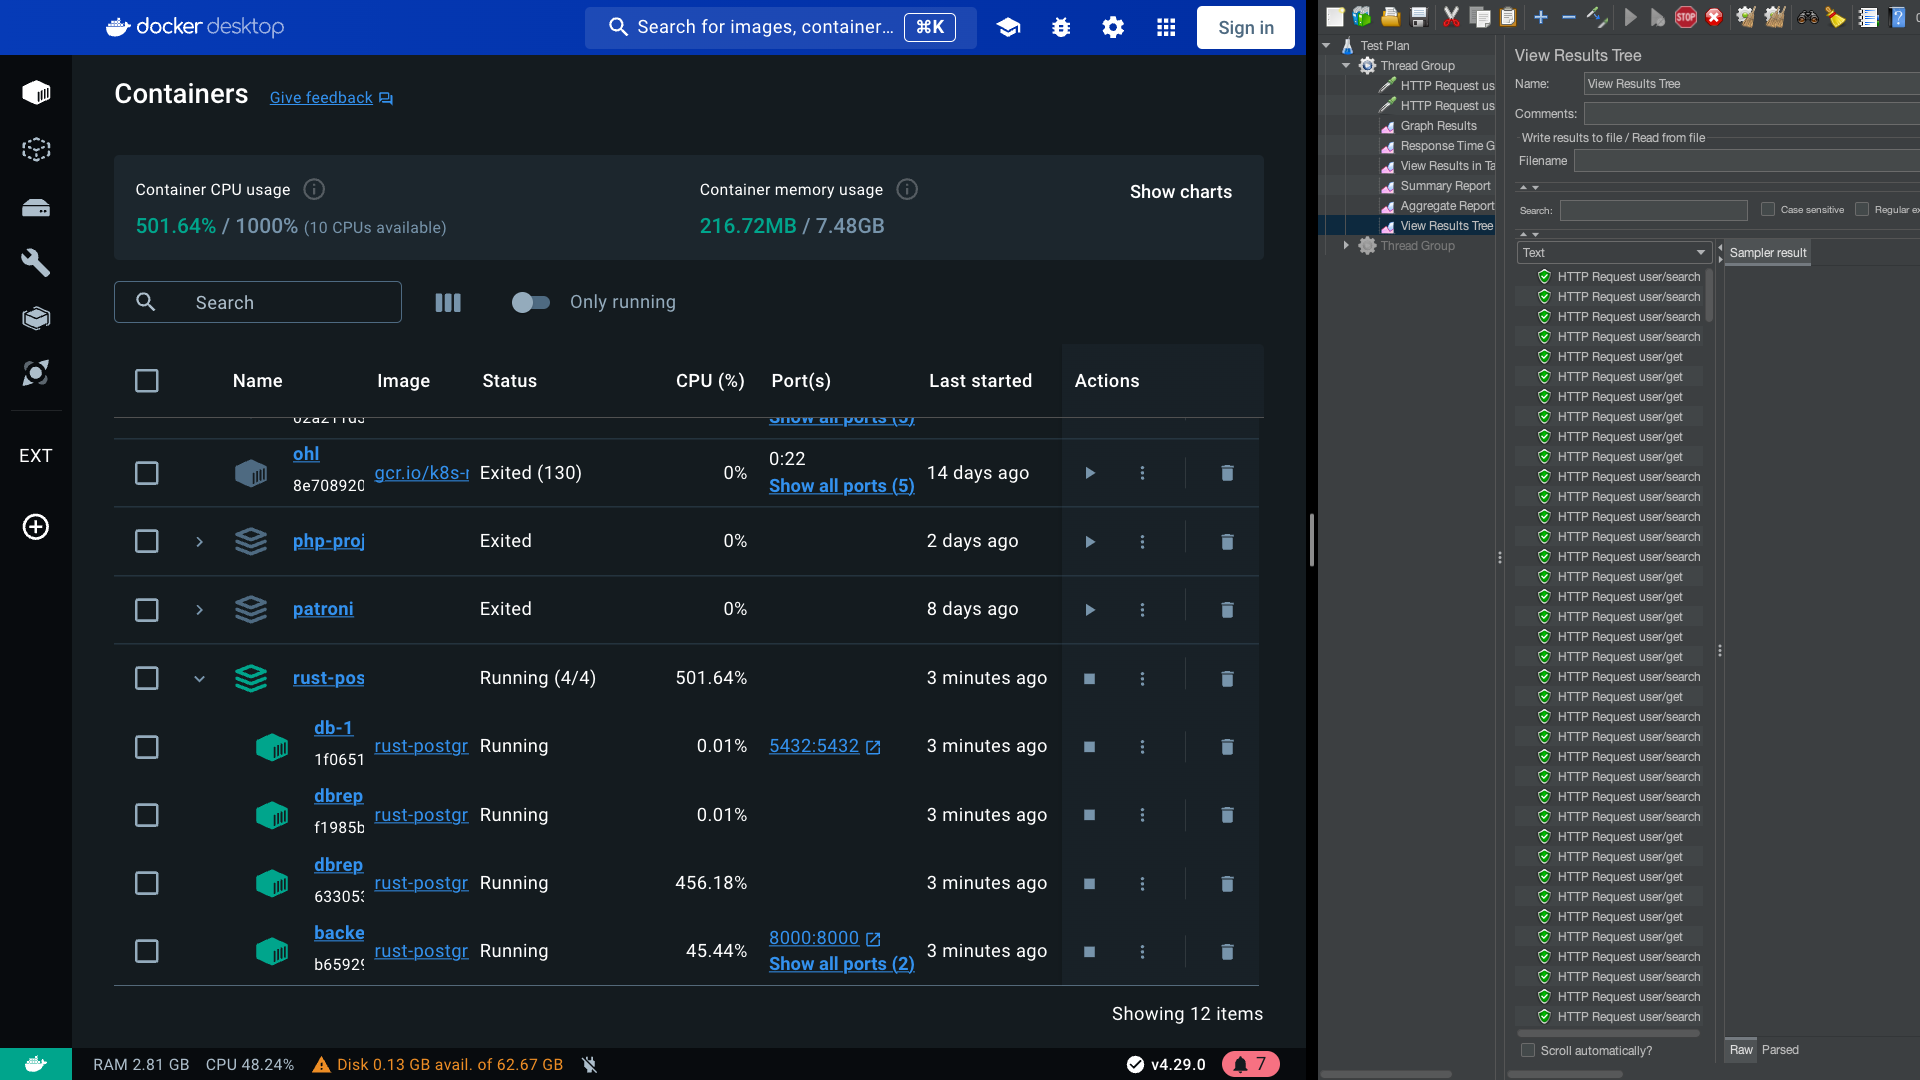 docker desktop
Search for images, container...
⌘K
Sign in
Containers
Give feedback
Container CPU usage
501.64% / 1000% (10 CPUs available)
Container memory usage
216.72MB / 7.48GB
Show charts
Search
Only running
Name
Image
Status
CPU (%)
Port(s)
Last started
Actions
Show all ports (5)
ohl
8e708920
gcr.io/k8s-r
Exited (130)
0%
0:22
Show all ports (5)
14 days ago
php-proj
Exited
0%
2 days ago
patroni
Exited
0%
8 days ago
rust-pos
Running (4/4)
501.64%
3 minutes ago
db-1
1f0651
rust-postgr
Running
0.01%
5432:5432
3 minutes ago
dbrep
f1985b
rust-postgr
Running
0.01%
3 minutes ago
dbrep
633053
rust-postgr
Running
456.18%
3 minutes ago
backe
b65929
rust-postgr
Running
45.44%
8000:8000
Show all ports (2)
3 minutes ago
Showing 12 items
EXT
RAM 2.81 GB
CPU 48.24%
Disk 0.13 GB avail. of 62.67 GB
v4.29.0
7
STOP
Test Plan
Thread Group
HTTP Request us
HTTP Request us
Graph Results
Response Time G
View Results in Ta
Summary Report
Aggregate Report
View Results Tree
Thread Group
View Results Tree
Name:
View Results Tree
Comments:
Write results to file / Read from file
Filename
Search:
Case sensitive
Regular ex
Text
Sampler result
HTTP Request user/search
HTTP Request user/search
HTTP Request user/search
HTTP Request user/search
HTTP Request user/get
HTTP Request user/get
HTTP Request user/get
HTTP Request user/get
HTTP Request user/get
HTTP Request user/get
HTTP Request user/search
HTTP Request user/search
HTTP Request user/search
HTTP Request user/search
HTTP Request user/search
HTTP Request user/get
HTTP Request user/get
HTTP Request user/get
HTTP Request user/get
HTTP Request user/get
HTTP Request user/search
HTTP Request user/get
HTTP Request user/search
HTTP Request user/search
HTTP Request user/search
HTTP Request user/search
HTTP Request user/search
HTTP Request user/search
HTTP Request user/get
HTTP Request user/get
HTTP Request user/get
HTTP Request user/get
HTTP Request user/get
HTTP Request user/get
HTTP Request user/search
HTTP Request user/search
HTTP Request user/search
HTTP Request user/search
Scroll automatically?
Raw
Parsed